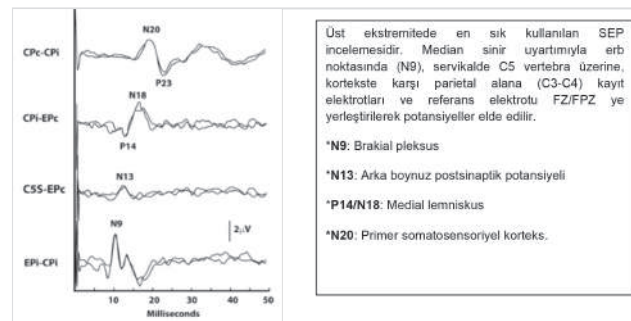 N20
CPc-CPi
P23
N18
CPi-EPc
P14
N13
C5S-EPc
N9
2μV
EPi-CPi
10 20 30 40 50
Milliseconds
Üst ekstremitede en sık kullanılan SEP
incelemesidir. Median sinir uyartımıyla erb
noktasında (N9), servikalde C5 vertebra üzerine,
kortekste karşı parietal alana (C3-C4) kayıt
elektrotları ve referans elektrotu FZ/FPZ ye
yerleştirilerek potansiyeller elde edilir.
*N9: Brakial pleksus
*N13: Arka boynuz postsinaptik potansiyeli
*P14/N18: Medial lemniskus
*N20: Primer somatosensoriyel korteks.